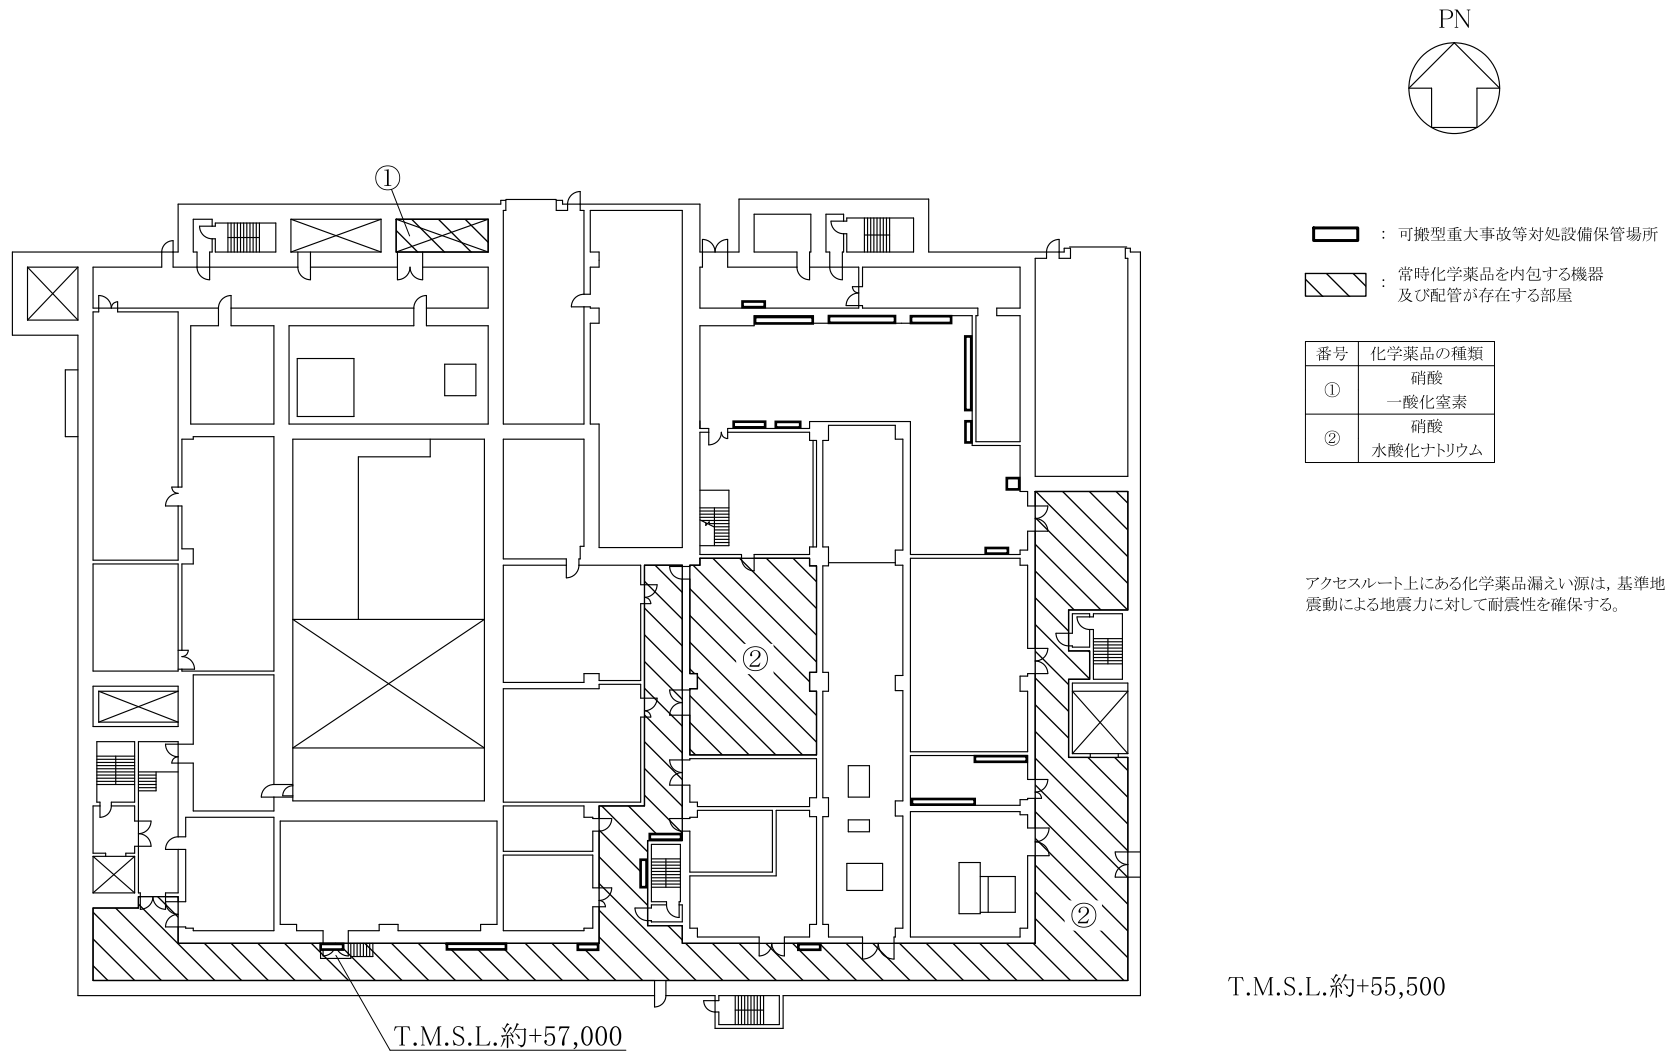 PN
①
： 可搬型重大事故等対処設備保管場所
： 常時化学薬品を内包する機器
及び配管が存在する部屋
番号 化学薬品の種類
① 硝酸
一酸化窒素
② 硝酸
水酸化ナトリウム
アクセスルート上にある化学薬品漏えい源は，基準地
震動による地震力に対して耐震性を確保する。
②
②
T.M.S.L.約+55,500
T.M.S.L.約+57,000